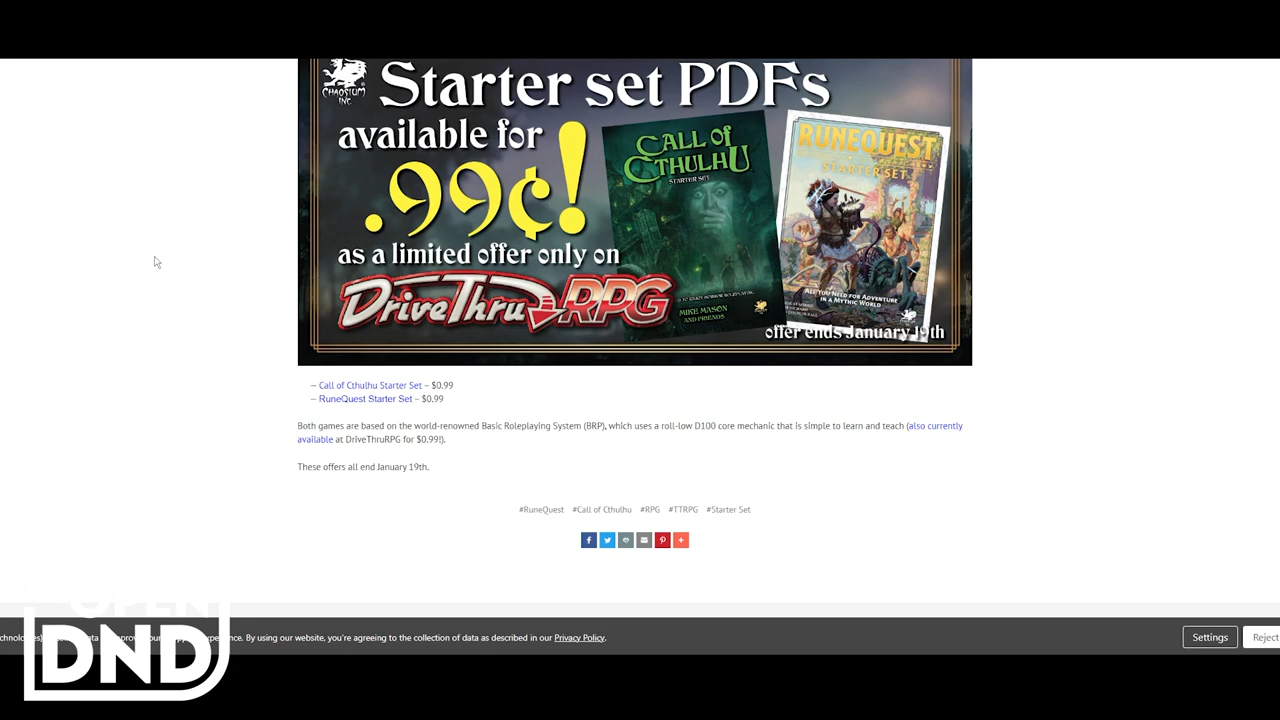 CHAOSIUM INC
Starter set PDFs
available for
.99¢!
as a limited offer only on
DriveThruRPG
CALL of CTHULHU
STARTER SET
MIKE MASON
AND FRIENDS
RUNEQUEST
STARTER SET
ALL YOU NEED FOR ADVENTURE
IN A MYTHIC WORLD
offer ends January 19th
— Call of Cthulhu Starter Set – $0.99
— RuneQuest Starter Set – $0.99
Both games are based on the world-renowned Basic Roleplaying System (BRP), which uses a roll-low D100 core mechanic that is simple to learn and teach (also currently
available at DriveThruRPG for $0.99!).
These offers all end January 19th.
#RuneQuest #Call of Cthulhu #RPG #TTRPG #Starter Set
By using our website, you're agreeing to the collection of data as described in our Privacy Policy.
Settings
Reject
OPEN
DND